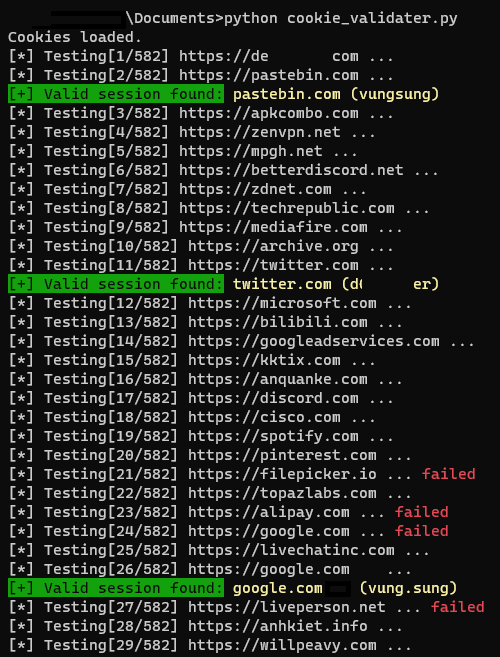 \Documents>python cookie_validater.py
Cookies loaded.
[*] Testing[1/582] https://de com ...
[*] Testing[2/582] https://pastebin.com ...
[+] Valid session found: pastebin.com (vungsung)
[*] Testing[3/582] https://apkcombo.com ...
[*] Testing[4/582] https://zenvpn.net ...
[*] Testing[5/582] https://mpgh.net ...
[*] Testing[6/582] https://betterdiscord.net ...
[*] Testing[7/582] https://zdnet.com ...
[*] Testing[8/582] https://techrepublic.com ...
[*] Testing[9/582] https://mediafire.com ...
[*] Testing[10/582] https://archive.org ...
[*] Testing[11/582] https://twitter.com ...
[+] Valid session found: twitter.com (d er)
[*] Testing[12/582] https://microsoft.com ...
[*] Testing[13/582] https://bilibili.com ...
[*] Testing[14/582] https://googleadservices.com ...
[*] Testing[15/582] https://kktix.com ...
[*] Testing[16/582] https://anquanke.com ...
[*] Testing[17/582] https://discord.com ...
[*] Testing[18/582] https://cisco.com ...
[*] Testing[19/582] https://spotify.com ...
[*] Testing[20/582] https://pinterest.com ...
[*] Testing[21/582] https://filepicker.io ... failed
[*] Testing[22/582] https://topazlabs.com ...
[*] Testing[23/582] https://alipay.com ... failed
[*] Testing[24/582] https://google.com ... failed
[*] Testing[25/582] https://livechatinc.com ...
[*] Testing[26/582] https://google.com ...
[+] Valid session found: google.com (vung.sung)
[*] Testing[27/582] https://liveperson.net ... failed
[*] Testing[28/582] https://anhkiet.info ...
[*] Testing[29/582] https://willpeavy.com ...